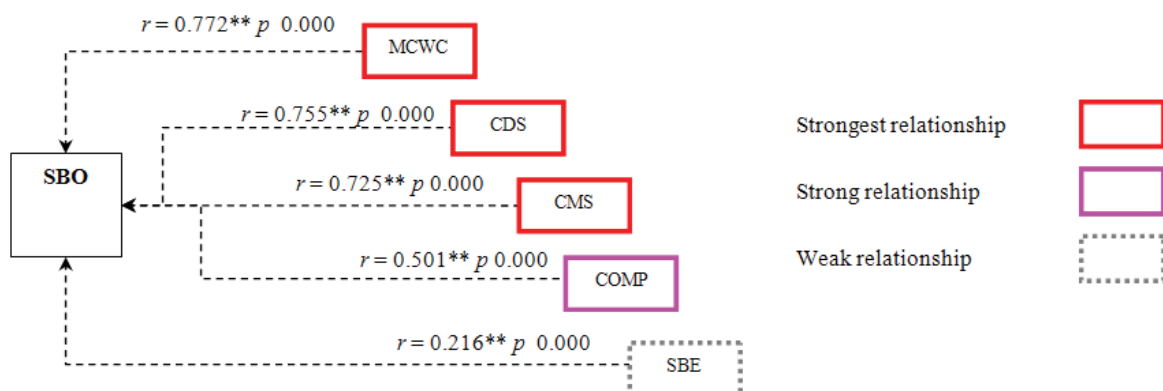 r = 0.772** p 0.000
MCWC
r = 0.755** p 0.000
CDS
SBO
r = 0.725** p 0.000
CMS
r = 0.501** p 0.000
COMP
r = 0.216** p 0.000
SBE
Strongest relationship
Strong relationship
Weak relationship